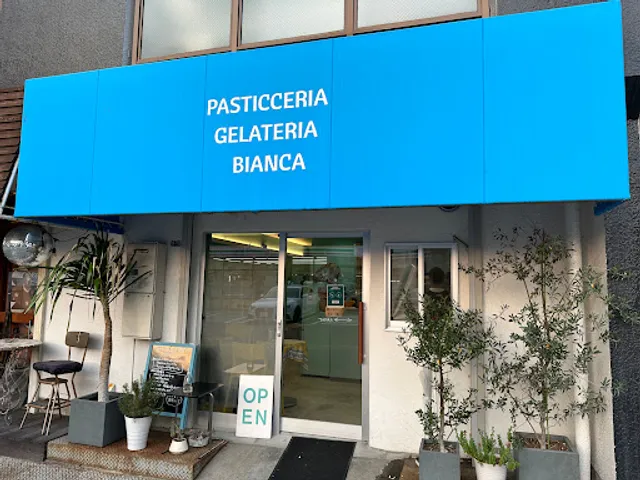 PASTICCERIA
GELATERIA
BIANCA
OP
EN